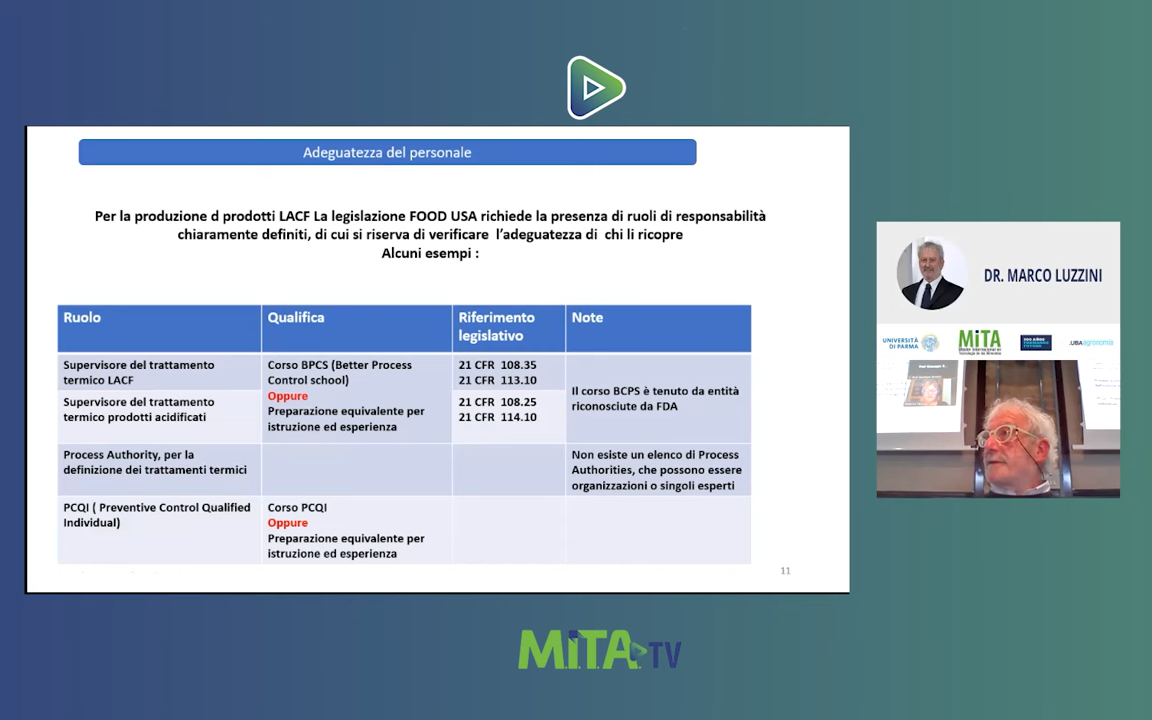 Adeguatezza del personale
Per la produzione d prodotti LACF La legislazione FOOD USA richiede la presenza di ruoli di responsabilità
chiaramente definiti, di cui si riserva di verificare l'adeguatezza di chi li ricopre
Alcuni esempi :
Ruolo
Qualifica
Riferimento
legislativo
Note
Supervisore del trattamento
termico LACF
Corso BPCS (Better Process
Control school)
Oppure
Preparazione equivalente per
istruzione ed esperienza
21 CFR 108.35
21 CFR 113.10
Il corso BCPS è tenuto da entità
riconosciute da FDA
Supervisore del trattamento
termico prodotti acidificati
21 CFR 108.25
21 CFR 114.10
Process Authority, per la
definizione dei trattamenti termici
Non esiste un elenco di Process
Authorities, che possono essere
organizzazioni o singoli esperti
PCQI ( Preventive Control Qualified
Individual)
Corso PCQI
Oppure
Preparazione equivalente per
istruzione ed esperienza
11
DR. MARCO LUZZINI
UNIVERSITÀ
DI PARMA
MiTA
.UBAagronomia
M.i.T.A. TV